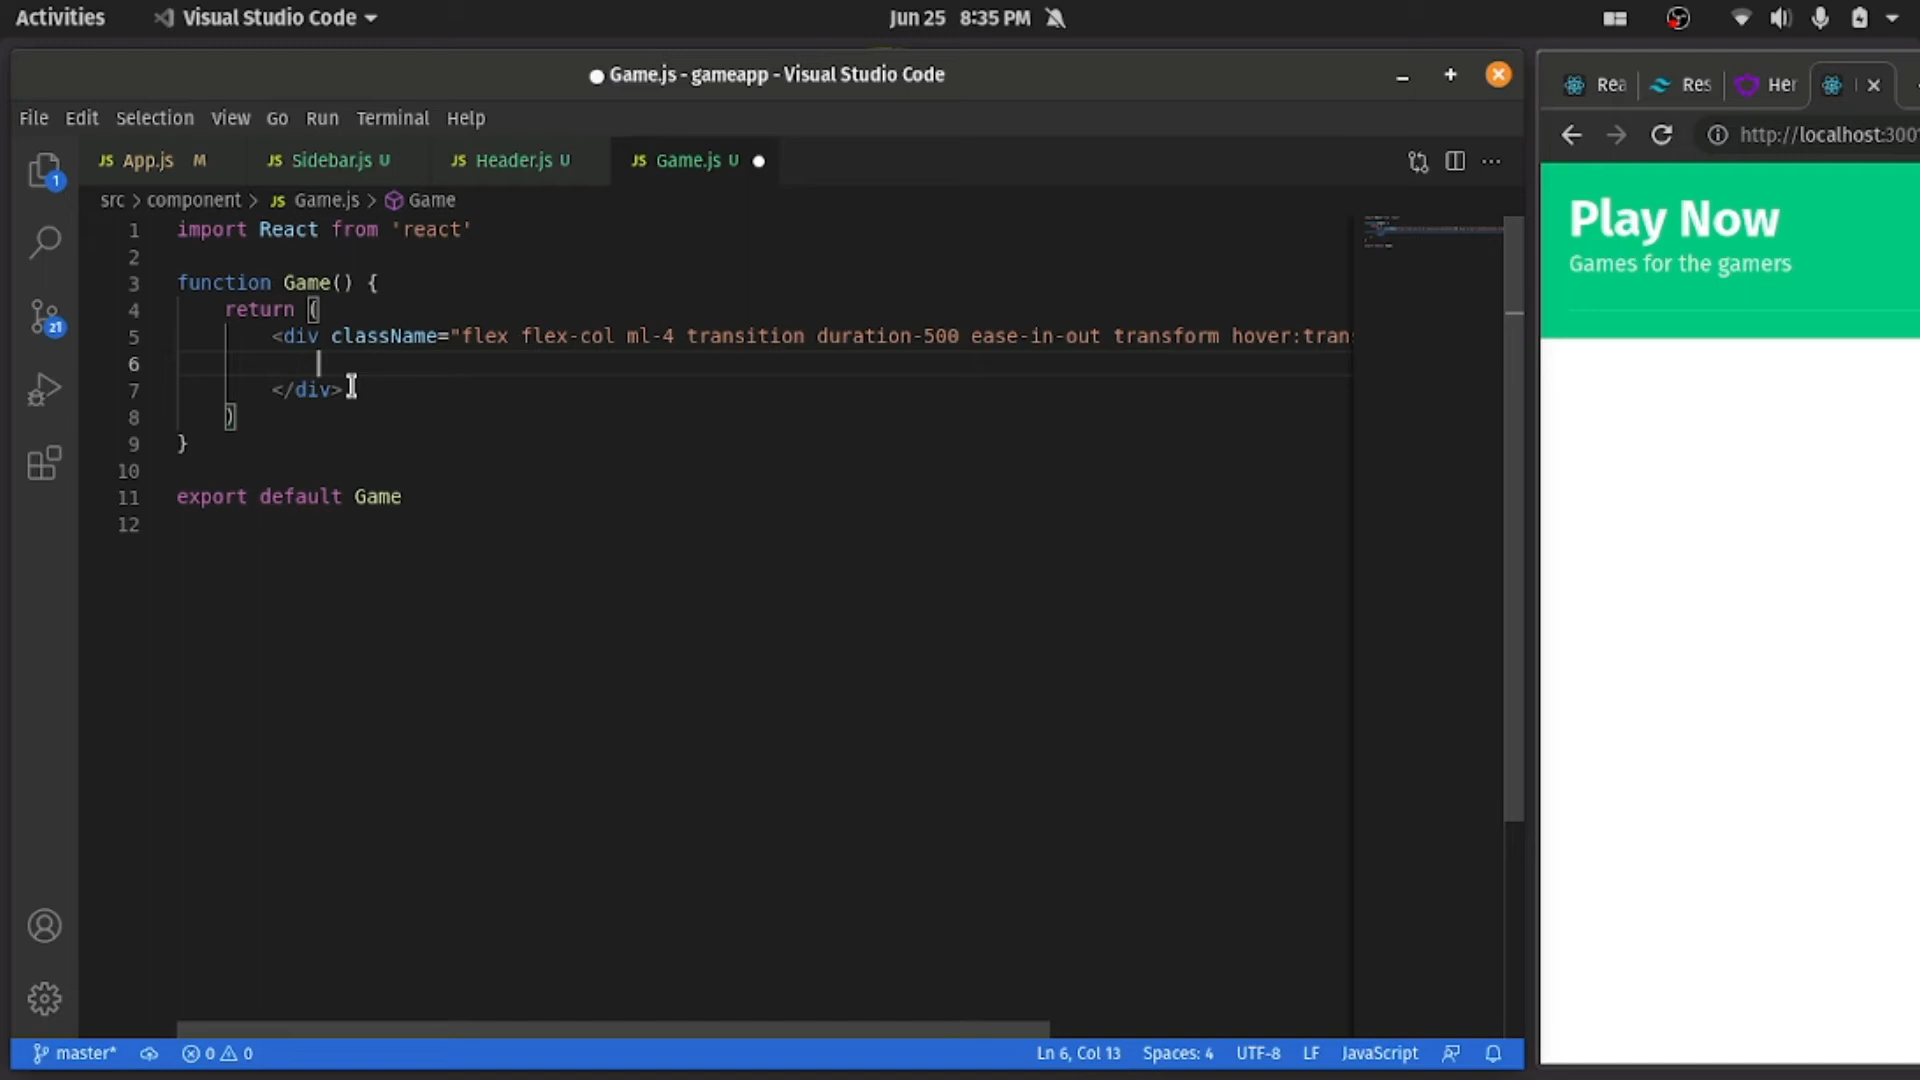 Activities
Visual Studio Code
Jun 25 8:35 PM
Game.js - gameapp - Visual Studio Code
File Edit Selection View Go Run Terminal Help
JS App.js M
JS Sidebar.js U
JS Header.js U
JS Game.js U
src > component > JS Game.js > Game
1 import React from 'react'
2
3 function Game() {
4 return (
5 <div className="flex flex-col ml-4 transition duration-500 ease-in-out transform hover:trans
6
7 </div>
8 )
9 }
10
11 export default Game
12
1
21
master*
0 0
Ln 6, Col 13
Spaces: 4
UTF-8
LF
JavaScript
Rea
Res
Her
http://localhost:300
Play Now
Games for the gamers